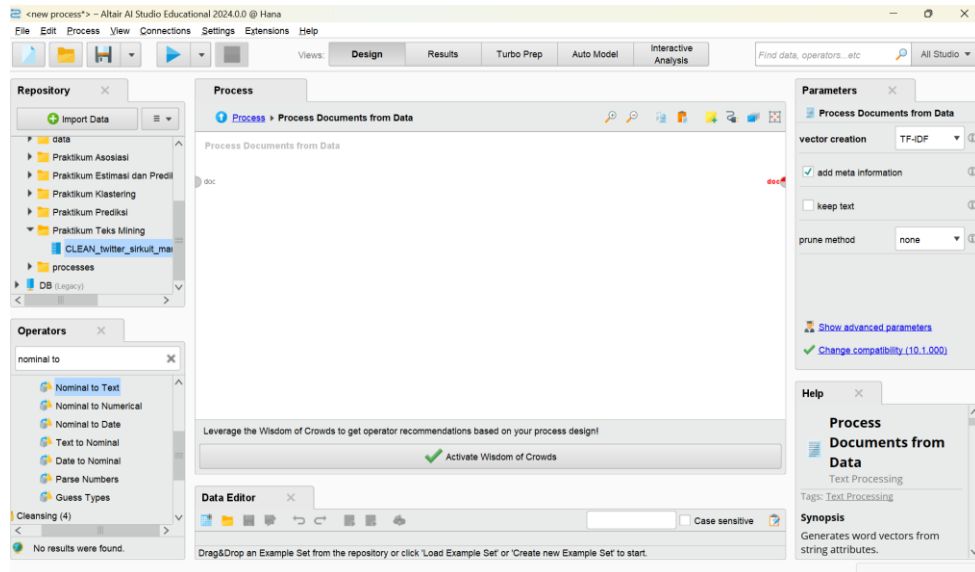 <new process*> – Altair AI Studio Educational 2024.0.0 @ Hana
File Edit Process View Connections Settings Extensions Help
Views: Design Results Turbo Prep Auto Model Interactive Analysis
Find data, operators...etc
All Studio
Repository
Import Data
data
Praktikum Asosiasi
Praktikum Estimasi dan Predi
Praktikum Klastering
Praktikum Prediksi
Praktikum Teks Mining
CLEAN_twitter_sirkuit_ma
processes
DB (Legacy)
Operators
nominal to
Nominal to Text
Nominal to Numerical
Nominal to Date
Text to Nominal
Date to Nominal
Parse Numbers
Guess Types
Cleansing (4)
No results were found.
Process
Process Process Documents from Data
Process Documents from Data
doc
doc
Leverage the Wisdom of Crowds to get operator recommendations based on your process design!
Activate Wisdom of Crowds
Data Editor
Case sensitive
Drag&Drop an Example Set from the repository or click 'Load Example Set' or 'Create new Example Set' to start.
Parameters
Process Documents from Data
vector creation TF-IDF
add meta information
keep text
prune method none
Show advanced parameters
Change compatibility (10.1.000)
Help
Process
Documents from
Data
Text Processing
Tags: Text Processing
Synopsis
Generates word vectors from
string attributes.